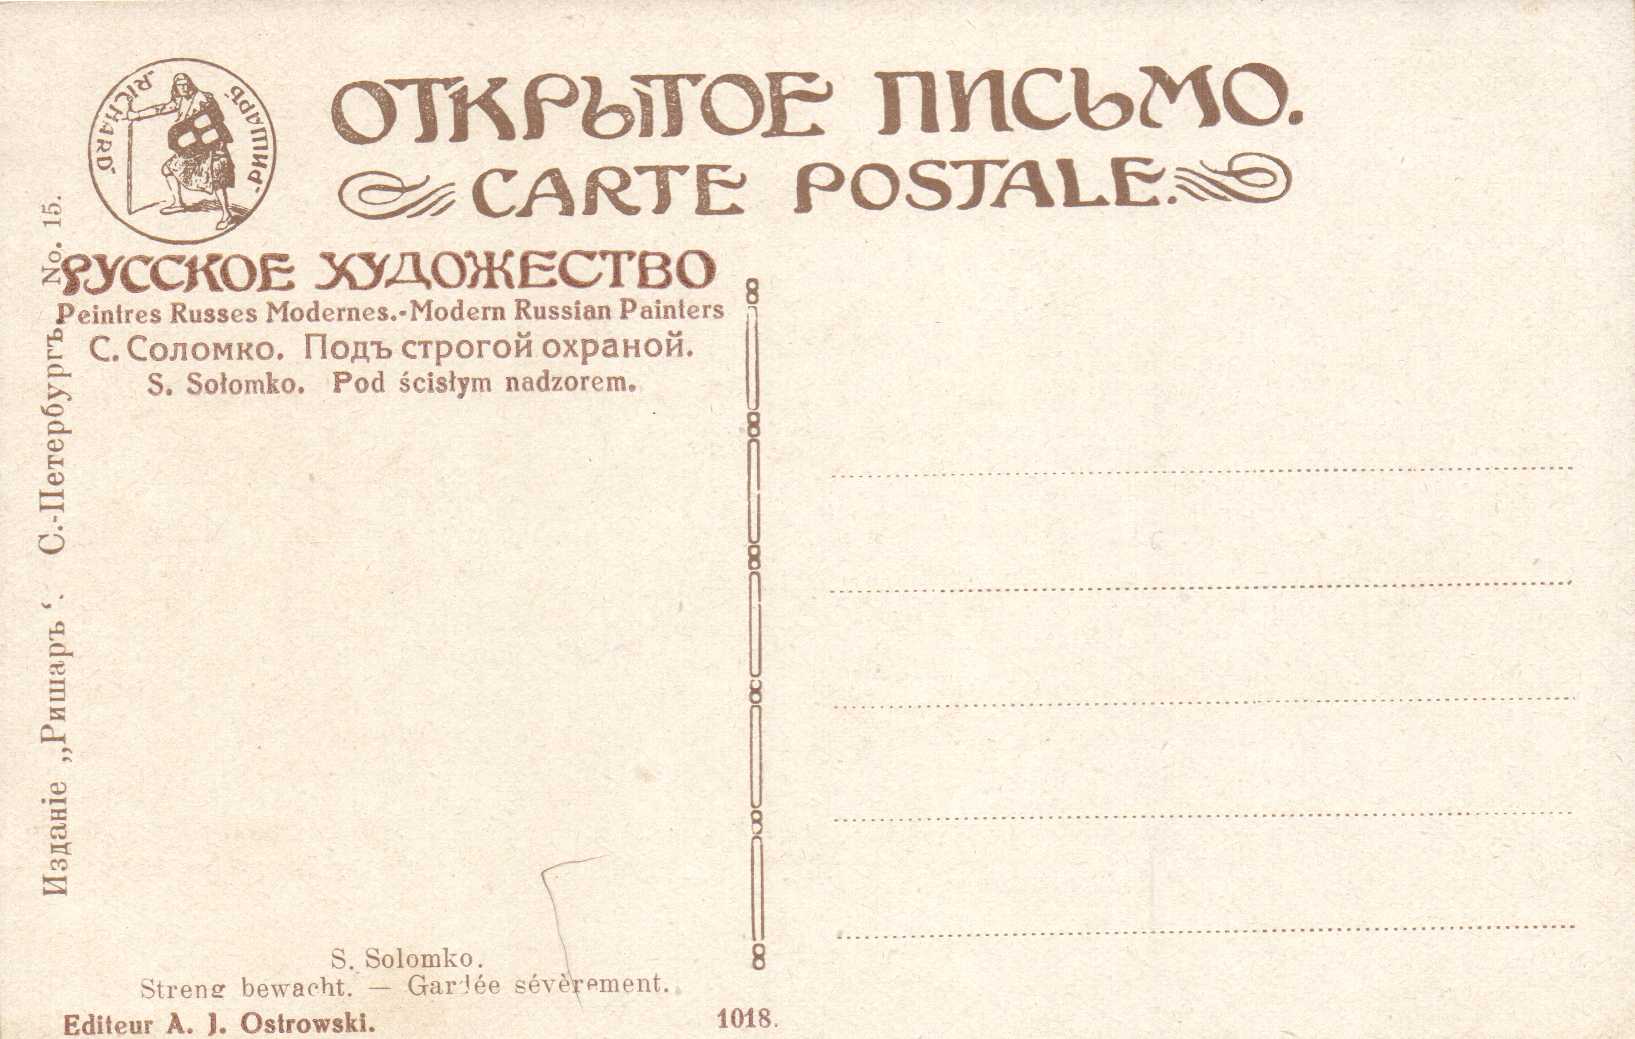 „RICHARD“ „РИШАРЪ“
ОТКРЫТОЕ ПИСЬМО.
CARTE POSTALE.
РУССКОЕ ХУДОЖЕСТВО
Peintres Russes Modernes.-Modern Russian Painters
С. Соломко. Подъ строгой охраной.
S. Sołomko. Pod ścisłym nadzorem.
Изданіе „Ришаръ“. С.-Петербургъ. No. 15.
S. Solomko.
Streng bewacht. — Gardée sévèrement.
Editeur A. J. Ostrowski.
1018.